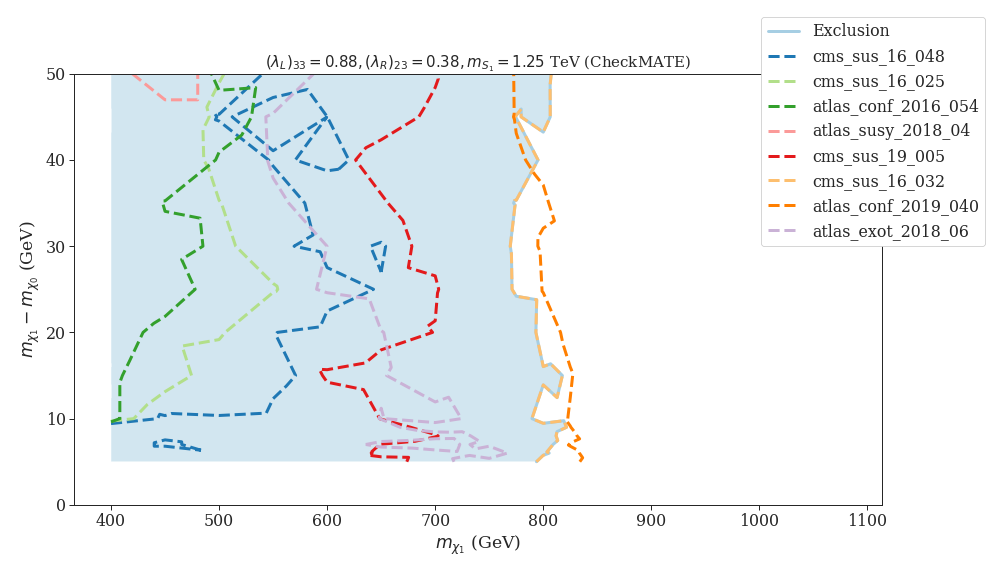 (λ_L)_33 = 0.88, (λ_R)_23 = 0.38, m_S₁ = 1.25 TeV (CheckMATE)
Exclusion
cms_sus_16_048
cms_sus_16_025
atlas_conf_2016_054
atlas_susy_2018_04
cms_sus_19_005
cms_sus_16_032
atlas_conf_2019_040
atlas_exot_2018_06
m_χ₁ − m_χ₀ (GeV)
50
40
30
20
10
0
400 500 600 700 800 900 1000 1100
m_χ₁ (GeV)